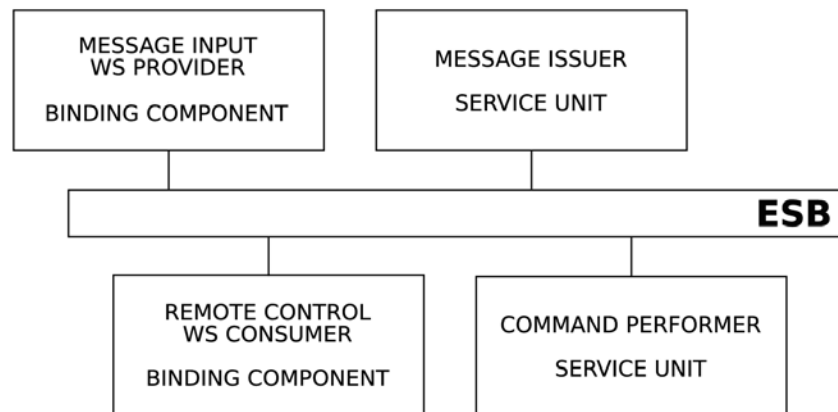 MESSAGE INPUT
WS PROVIDER
BINDING COMPONENT
MESSAGE ISSUER
SERVICE UNIT
ESB
REMOTE CONTROL
WS CONSUMER
BINDING COMPONENT
COMMAND PERFORMER
SERVICE UNIT